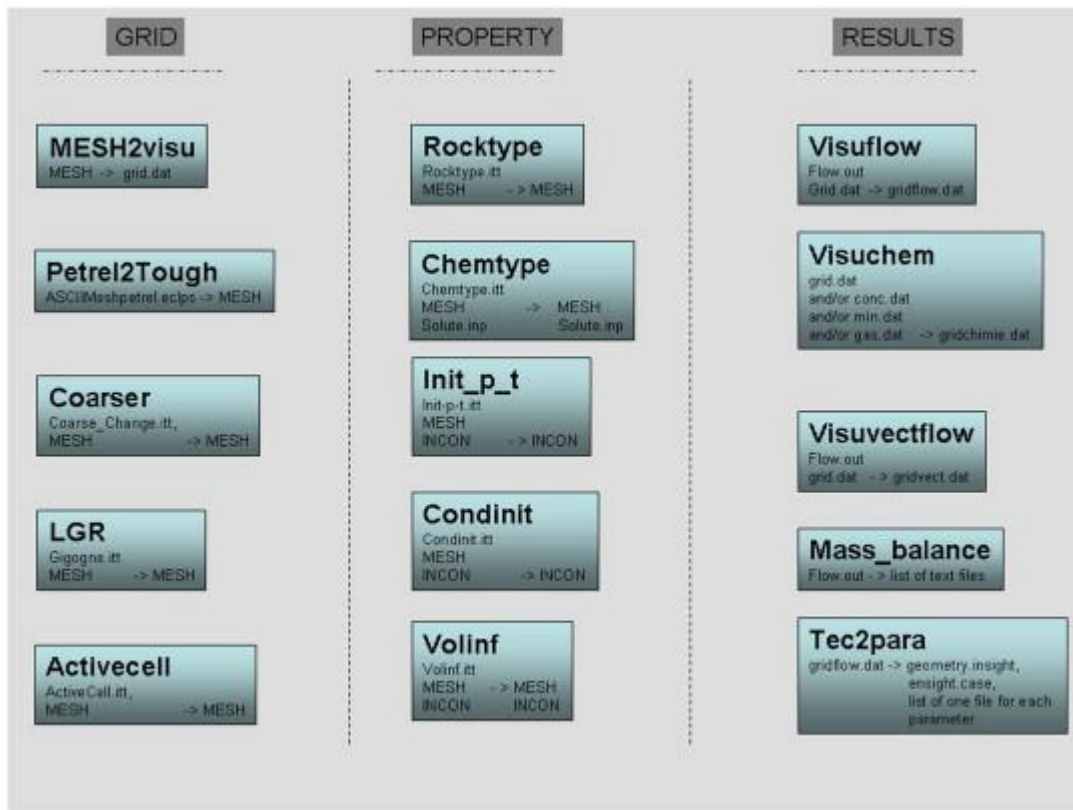 GRID
MESH2visu
MESH -> grid.dat
Petrel2Tough
ASCIIMeshpetrel.eclps -> MESH
Coarser
Coarse_Change.itt,
MESH -> MESH
LGR
Gigogne.itt
MESH -> MESH
Activecell
ActiveCell.itt,
MESH -> MESH
PROPERTY
Rocktype
Rocktype.itt
MESH - > MESH
Chemtype
Chemtype.itt
MESH -> MESH
Solute.inp Solute.inp
Init_p_t
Init-p-t.itt
MESH
INCON - > INCON
Condinit
Condinit.itt
MESH
INCON -> INCON
Volinf
Volinf.itt
MESH - > MESH
INCON INCON
RESULTS
Visuflow
Flow.out
Grid.dat -> gridflow.dat
Visuchem
grid.dat
and/or conc.dat
and/or min.dat
and/or gas.dat -> gridchimie.dat
Visuvectflow
Flow.out
grid.dat - > gridvect.dat
Mass_balance
Flow.out - > list of text files
Tec2para
gridflow.dat -> geometry.insight,
ensight.case,
list of one file for each
parameter